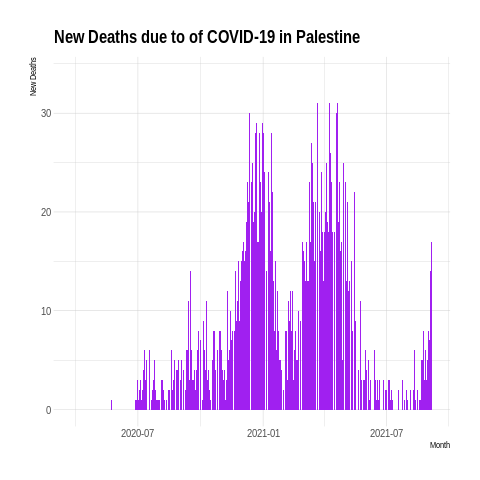 New Deaths due to of COVID-19 in Palestine
New Deaths
30
20
10
0
2020-07 2021-01 2021-07
Month